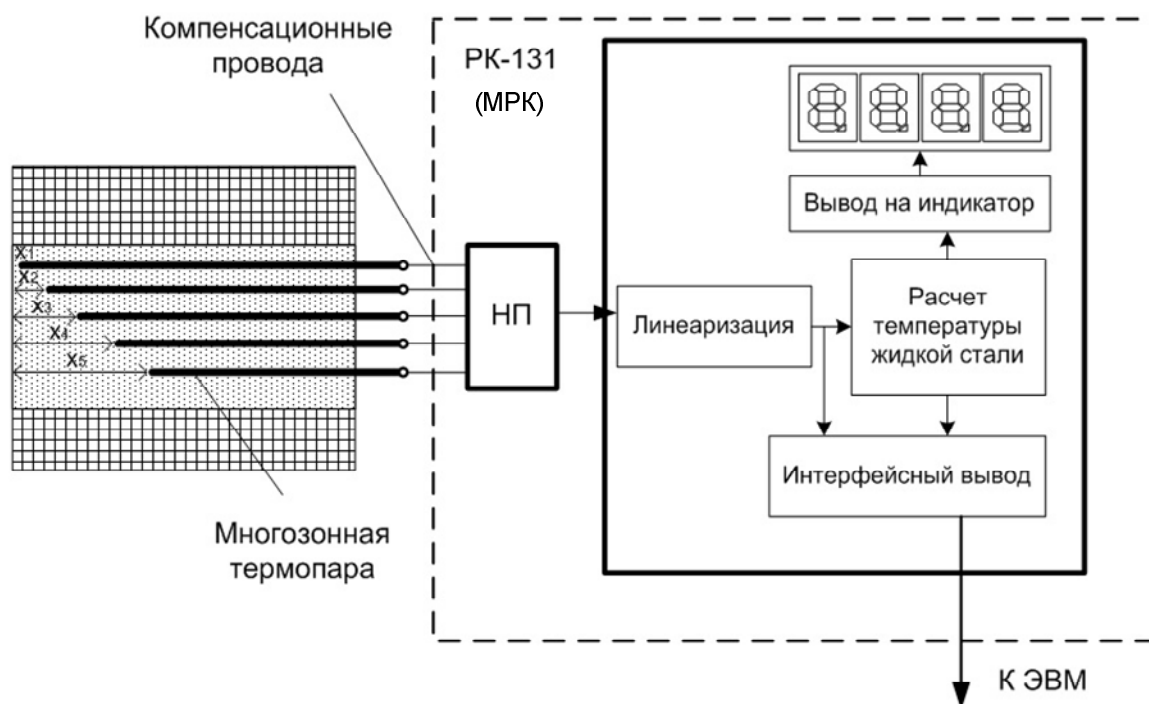 Компенсационные
провода
РК-131
(МРК)
Вывод на индикатор
X1
X2
X3
X4
X5
НП
Линеаризация
Расчет
температуры
жидкой стали
Интерфейсный вывод
Многозонная
термопара
К ЭВМ